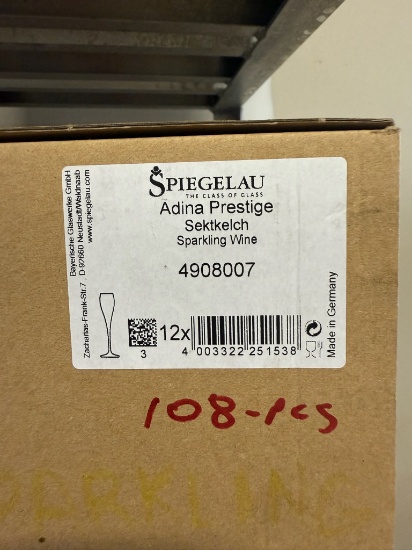 SPIEGELAU
THE CLASS OF GLASS
Adina Prestige
Sektkelch
Sparkling Wine
4908007
Bayerische Glaswerke GmbH
Zacharias-Frank-Str.7 . D-92660 Neustadt/Waldnaab
www.spiegelau.com
3
12x
4 003322 251538
Made in Germany
108-pcs
SPARKLING